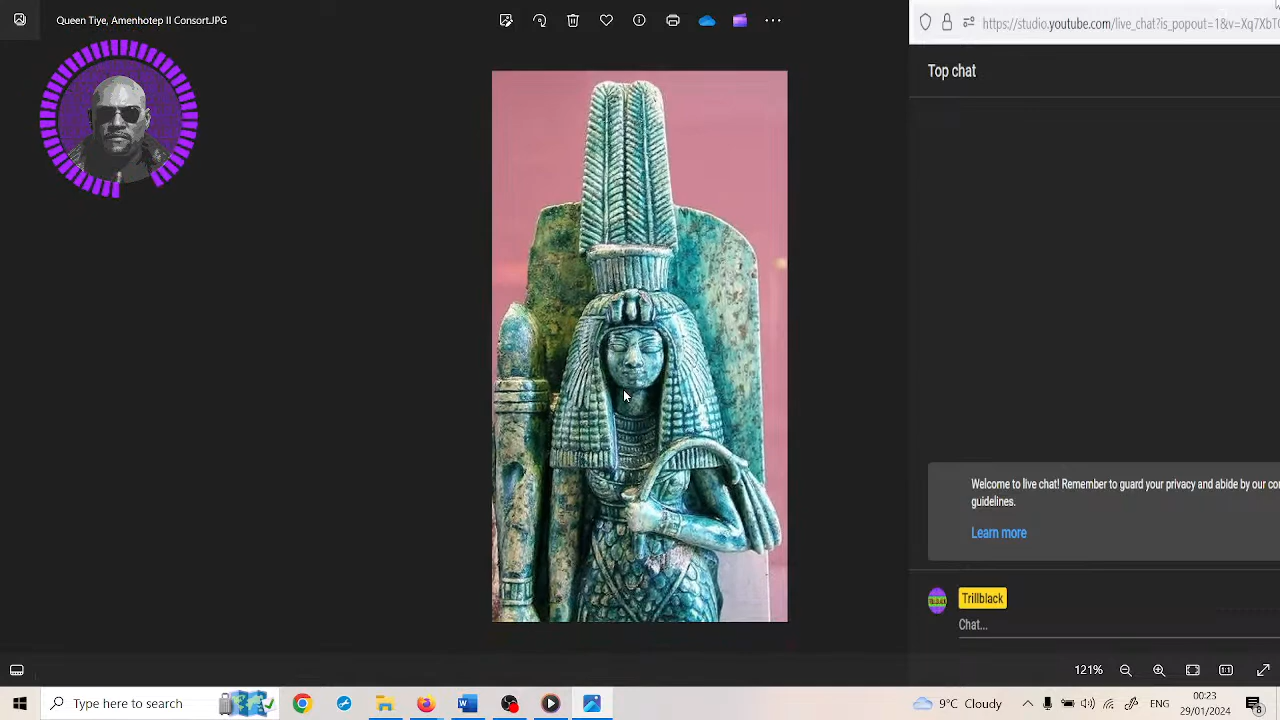 Queen Tiye, Amenhotep II Consort.JPG
https://studio.youtube.com/live_chat?is_popout=1&v=Xq7XbT
Top chat
Welcome to live chat! Remember to guard your privacy and abide by our co
guidelines.
Learn more
Trillblack
Chat...
121%
Type here to search
9°C Cloudy
ENG
00:23
29/01/2024
8